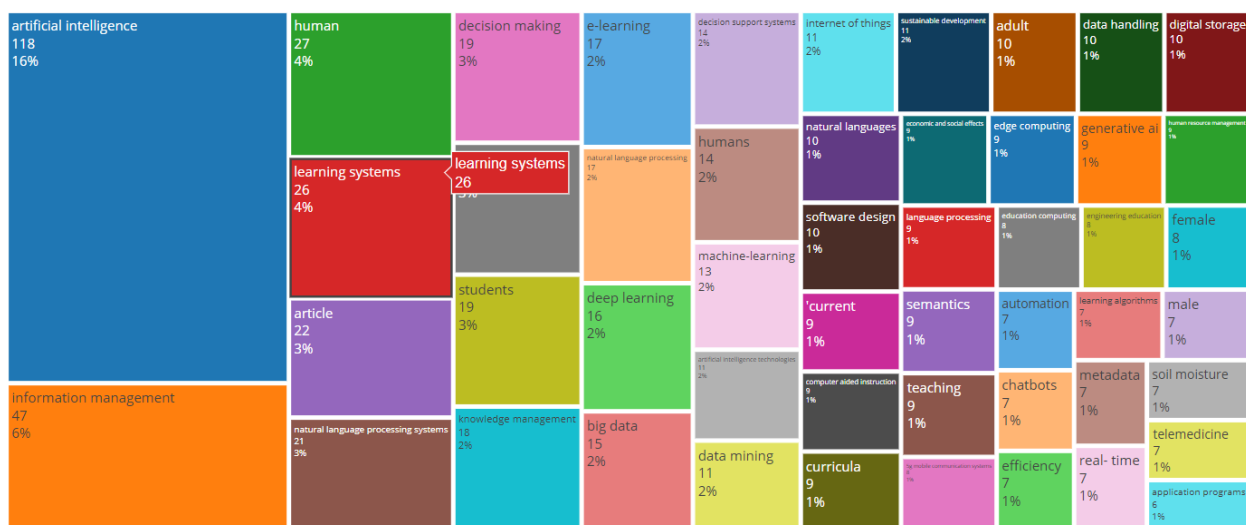 artificial intelligence
118
16%
information management
47
6%
human
27
4%
learning systems
26
4%
article
22
3%
natural language processing systems
21
3%
decision making
19
3%
learning systems
26
3%
students
19
3%
knowledge management
18
2%
e-learning
17
2%
natural language processing
17
2%
deep learning
16
2%
big data
15
2%
decision support systems
14
2%
humans
14
2%
machine-learning
13
2%
artificial intelligence technologies
11
2%
data mining
11
2%
internet of things
11
2%
natural languages
10
1%
software design
10
1%
'current
9
1%
computer aided instruction
9
1%
curricula
9
1%
sustainable development
11
2%
economic and social effects
9
1%
language processing
9
1%
semantics
9
1%
teaching
9
1%
5g mobile communication systems
8
1%
adult
10
1%
edge computing
9
1%
education computing
8
1%
automation
7
1%
chatbots
7
1%
efficiency
7
1%
data handling
10
1%
generative ai
9
1%
engineering education
8
1%
learning algorithms
7
1%
metadata
7
1%
real- time
7
1%
digital storage
10
1%
human resource management
9
1%
female
8
1%
male
7
1%
soil moisture
7
1%
telemedicine
7
1%
application programs
6
1%